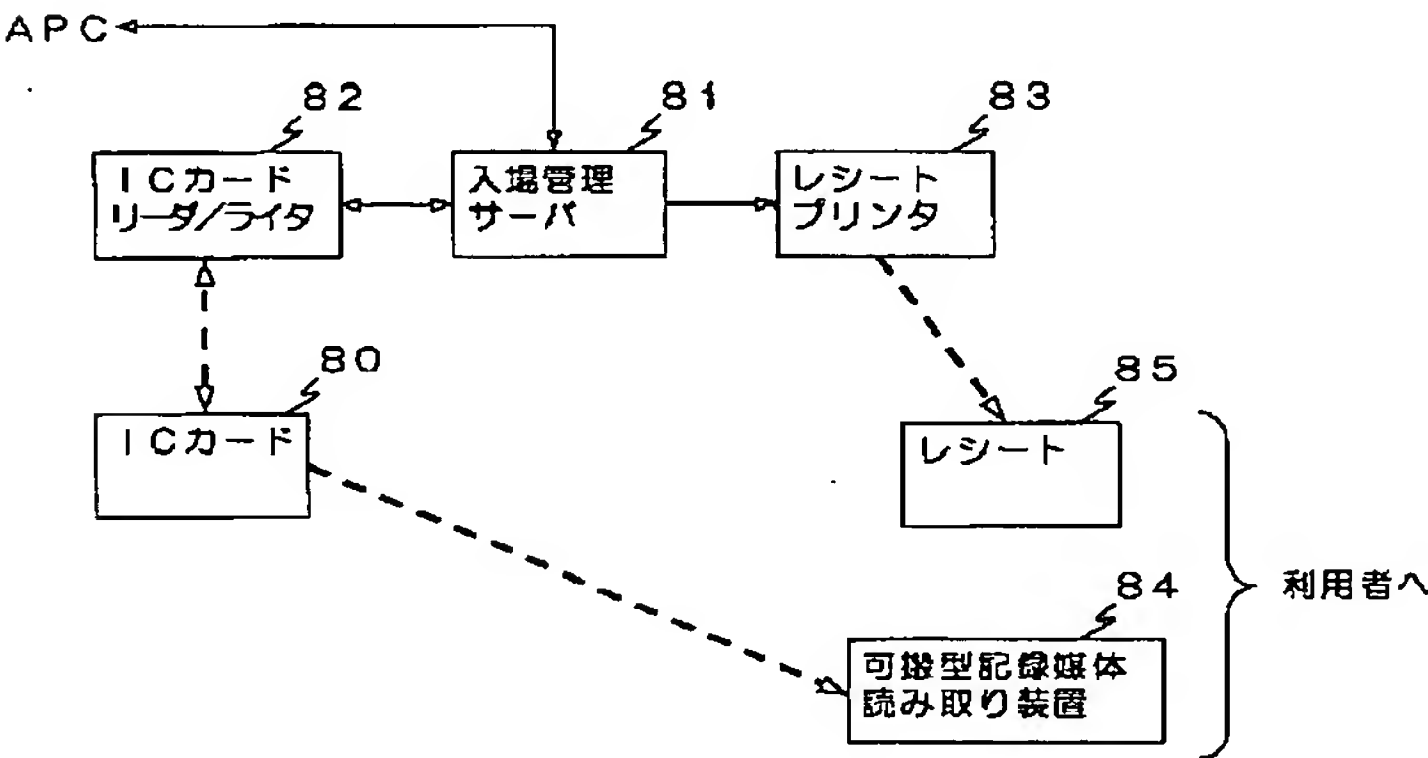 APC
82
81
83
ICカード
リーダ/ライタ
入場管理
サーバ
レシート
プリンタ
80
ICカード
85
レシート
利用者へ
84
可搬型記録媒体
読み取り装置